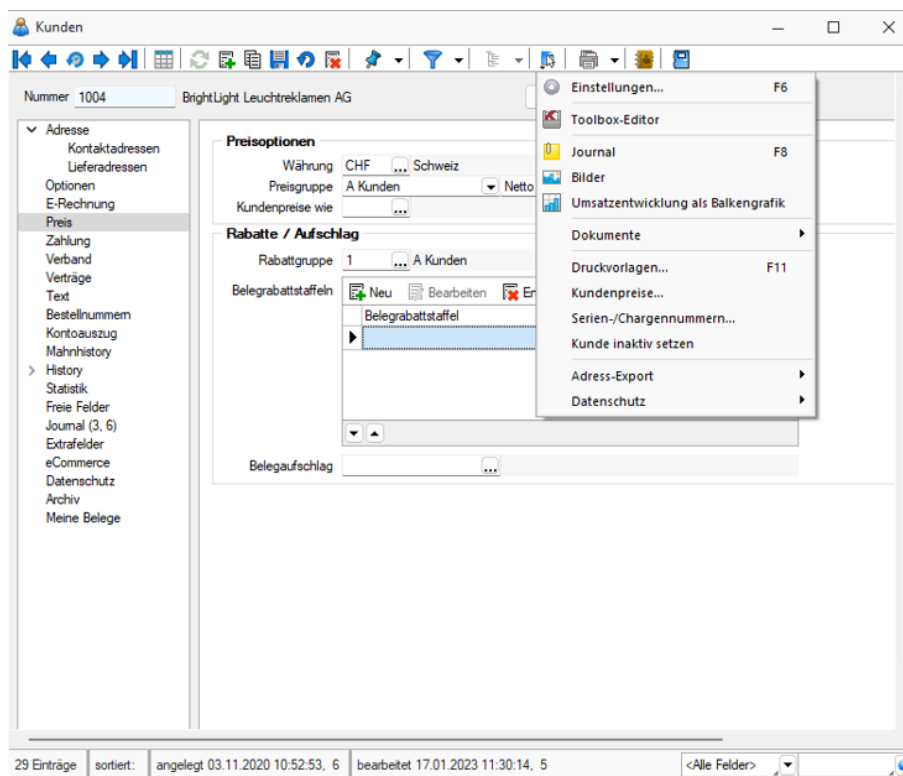 Kunden
Nummer 1004 BrightLight Leuchtreklamen AG
Adresse
Kontaktadressen
Lieferadressen
Optionen
E-Rechnung
Preis
Zahlung
Verband
Verträge
Text
Bestellnummern
Kontoauszug
Mahnhistory
History
Statistik
Freie Felder
Journal (3, 6)
Extrafelder
eCommerce
Datenschutz
Archiv
Meine Belege
Preisoptionen
Währung CHF ... Schweiz
Preisgruppe A Kunden Netto
Kundenpreise wie ...
Rabatte / Aufschlag
Rabattgruppe 1 ... A Kunden
Belegrabattstaffeln Neu Bearbeiten En
Belegrabattstaffel
Belegaufschlag ...
Einstellungen... F6
Toolbox-Editor
Journal F8
Bilder
Umsatzentwicklung als Balkengrafik
Dokumente
Druckvorlagen... F11
Kundenpreise...
Serien-/Chargennummern...
Kunde inaktiv setzen
Adress-Export
Datenschutz
29 Einträge sortiert: angelegt 03.11.2020 10:52:53, 6 bearbeitet 17.01.2023 11:30:14, 5 <Alle Felder>